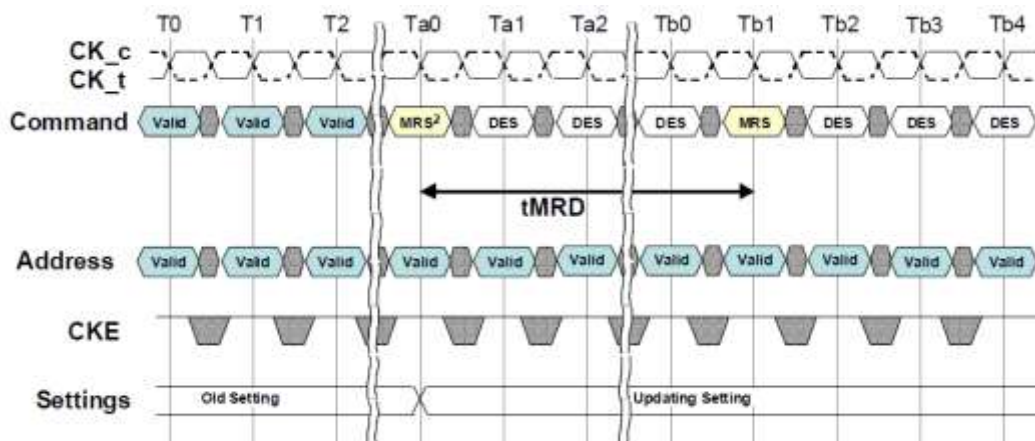 T0 T1 T2 Ta0 Ta1 Ta2 Tb0 Tb1 Tb2 Tb3 Tb4
CK_c
CK_t
Command Valid Valid Valid MRS² DES DES DES MRS DES DES DES
tMRD
Address Valid Valid Valid Valid Valid Valid Valid Valid Valid Valid Valid
CKE
Settings Old Setting Updating Setting